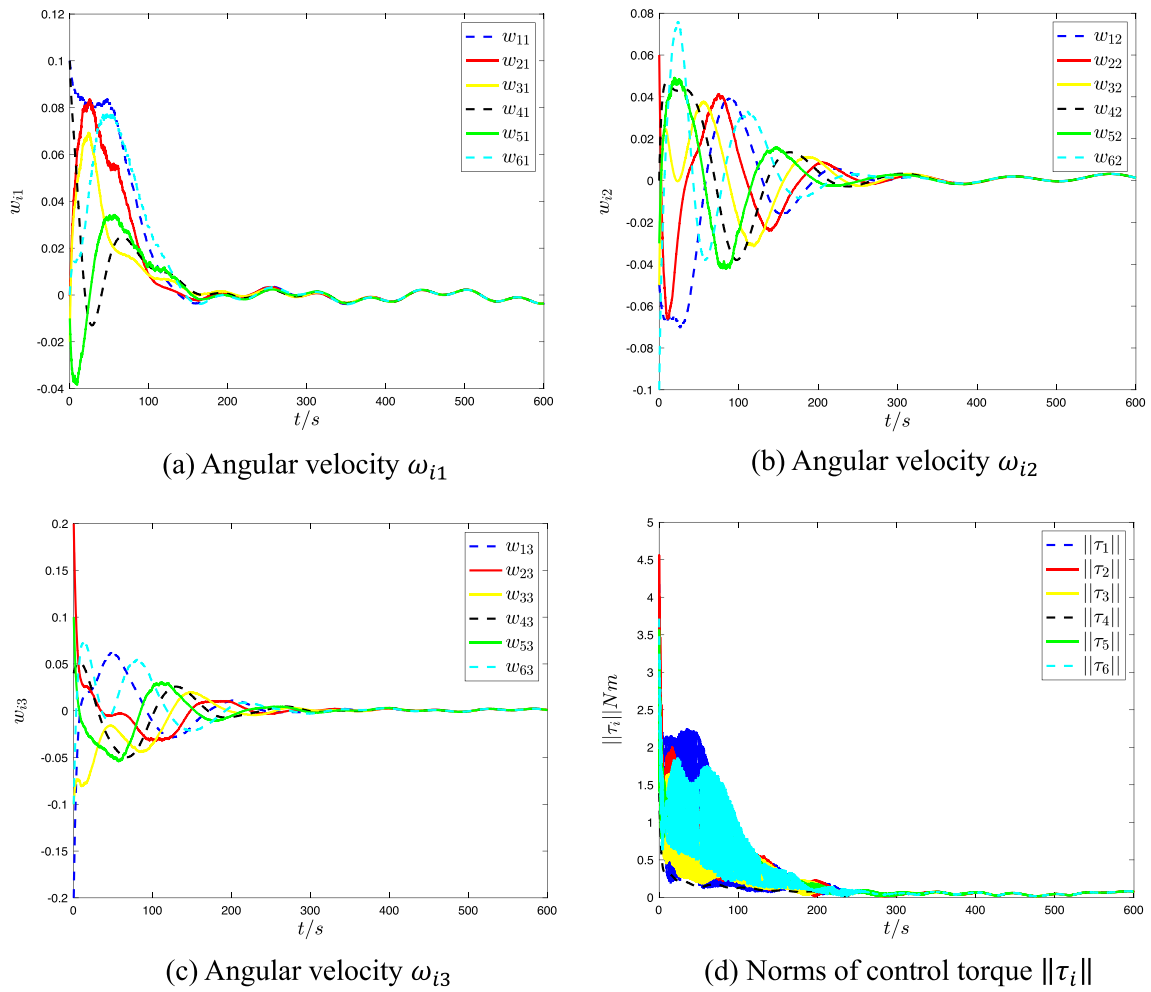 0.12
0.1
0.08
0.06
0.04
0.02
0
-0.02
-0.04
w_{i1}
w_{11}
w_{21}
w_{31}
w_{41}
w_{51}
w_{61}
0 100 200 300 400 500 600
t/s
(a) Angular velocity ω_{i1}
0.08
0.06
0.04
0.02
0
-0.02
-0.04
-0.06
-0.08
-0.1
w_{i2}
w_{12}
w_{22}
w_{32}
w_{42}
w_{52}
w_{62}
0 100 200 300 400 500 600
t/s
(b) Angular velocity ω_{i2}
0.2
0.15
0.1
0.05
0
-0.05
-0.1
-0.15
-0.2
w_{i3}
w_{13}
w_{23}
w_{33}
w_{43}
w_{53}
w_{63}
0 100 200 300 400 500 600
t/s
(c) Angular velocity ω_{i3}
5
4.5
4
3.5
3
2.5
2
1.5
1
0.5
0
||τ_i||Nm
||τ_1||
||τ_2||
||τ_3||
||τ_4||
||τ_5||
||τ_6||
0 100 200 300 400 500 600
t/s
(d) Norms of control torque ‖τ_i‖